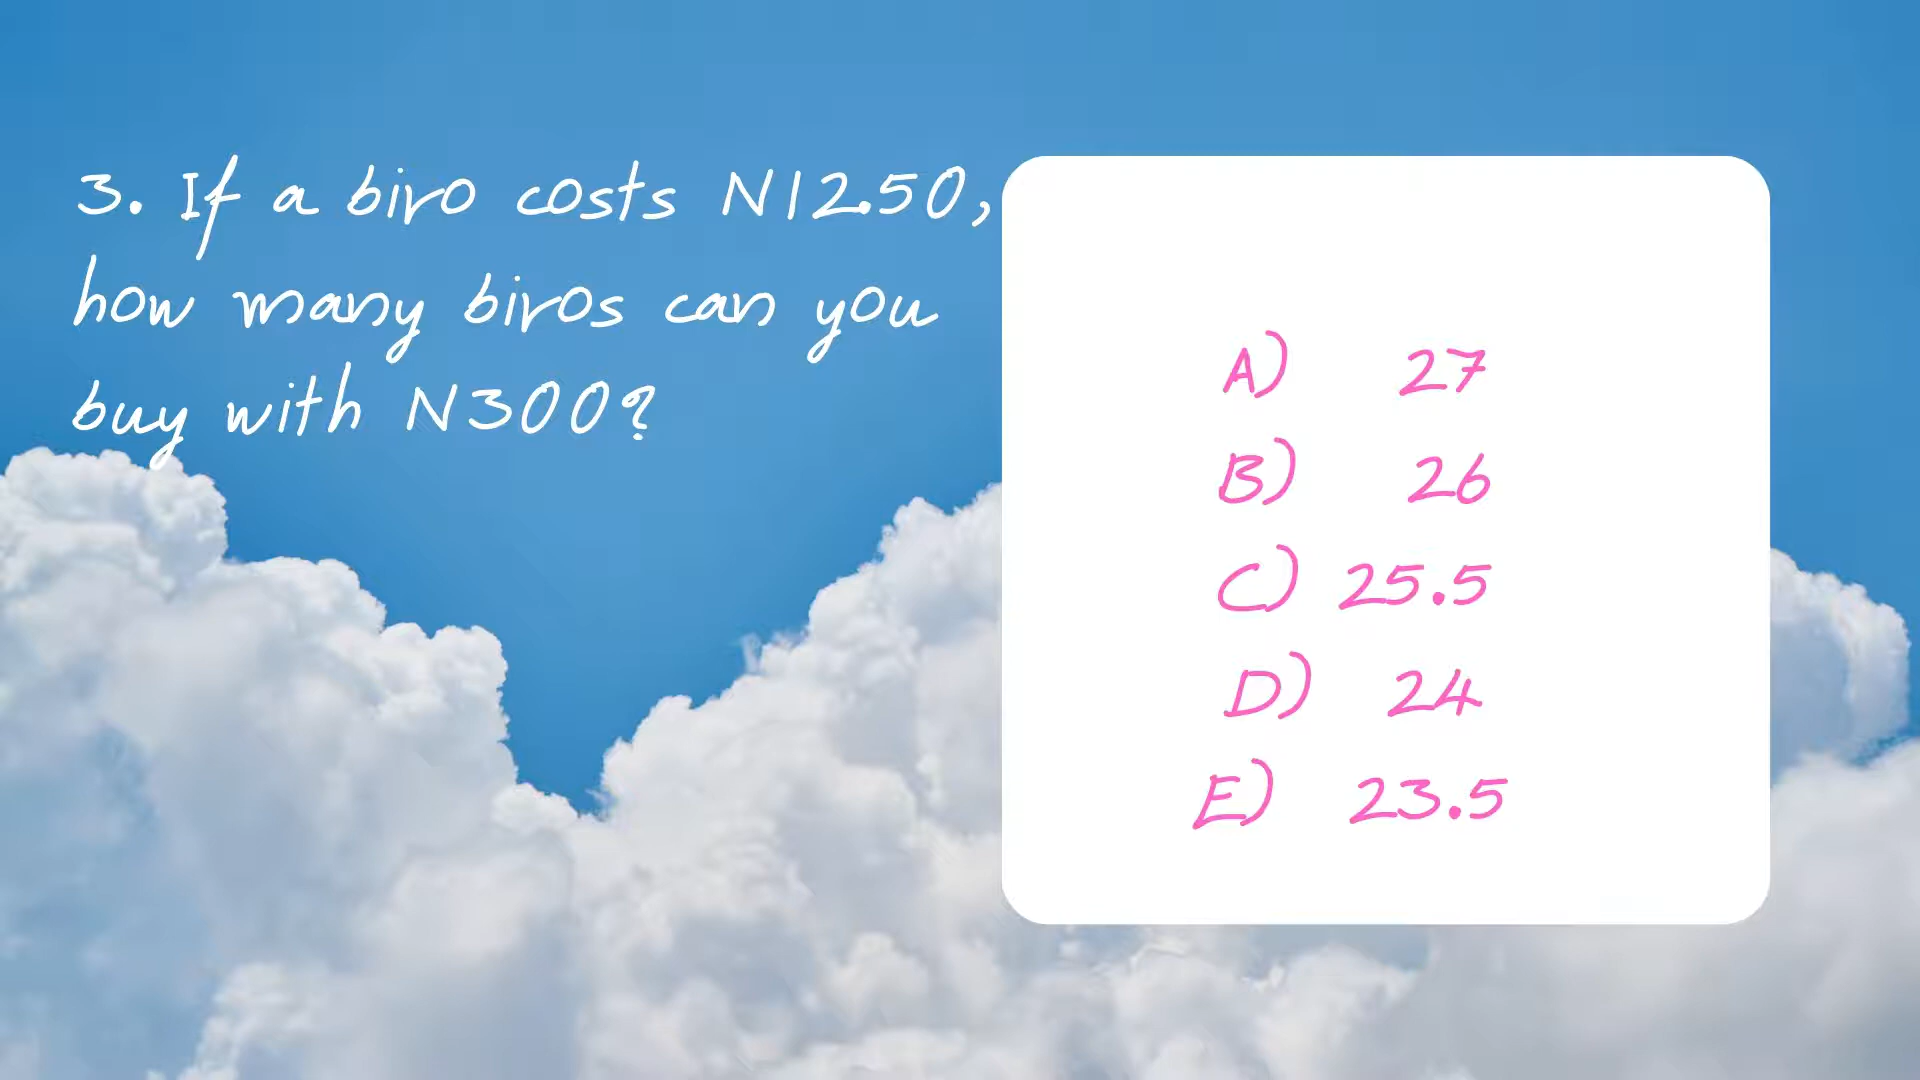 3. If a biro costs N12.50,
how many biros can you
buy with N300?
A) 27
B) 26
C) 25.5
D) 24
E) 23.5